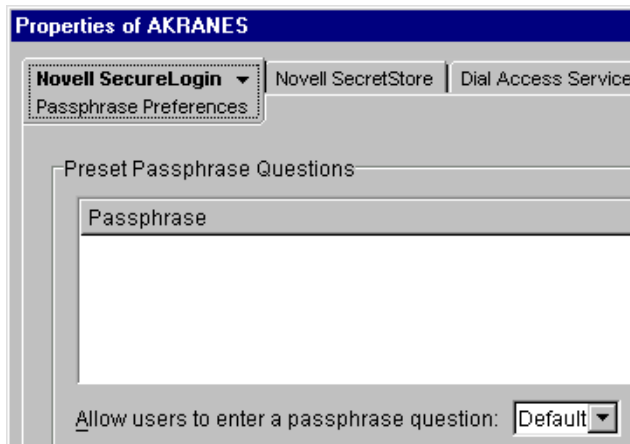 Properties of AKRANES
Novell SecureLogin Novell SecretStore Dial Access Service
Passphrase Preferences
Preset Passphrase Questions
Passphrase
Allow users to enter a passphrase question: Default